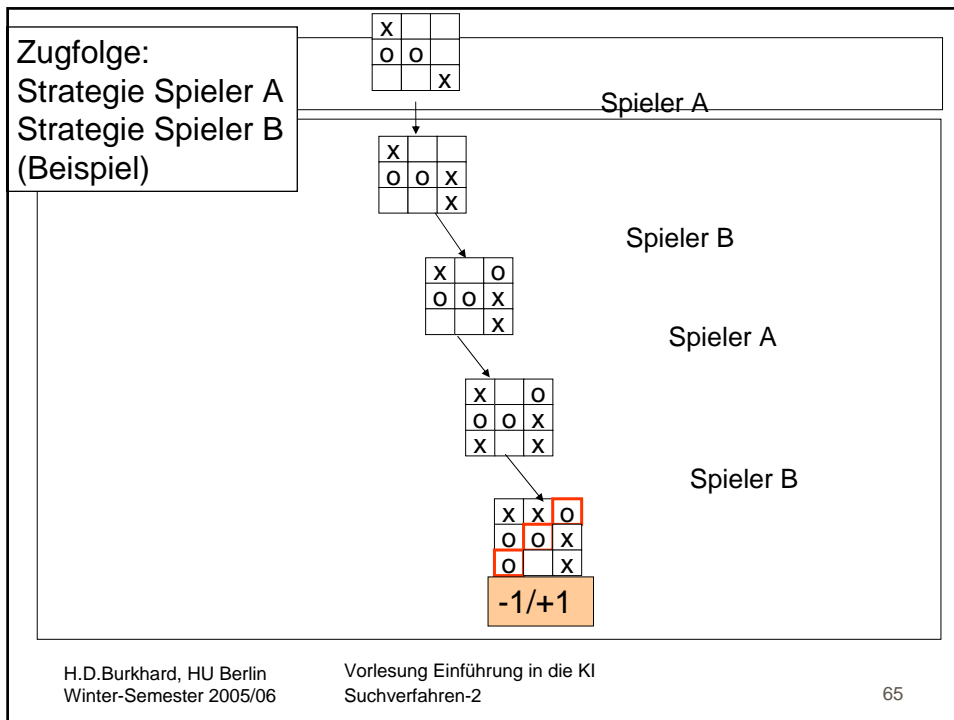 Zugfolge:
Strategie Spieler A
Strategie Spieler B
(Beispiel)
x
o o
x
Spieler A
x
o o x
x
Spieler B
x o
o o x
x
Spieler A
x o
o o x
x x
Spieler B
x x o
o o x
o x
-1/+1
H.D.Burkhard, HU Berlin
Winter-Semester 2005/06
Vorlesung Einführung in die KI
Suchverfahren-2
65